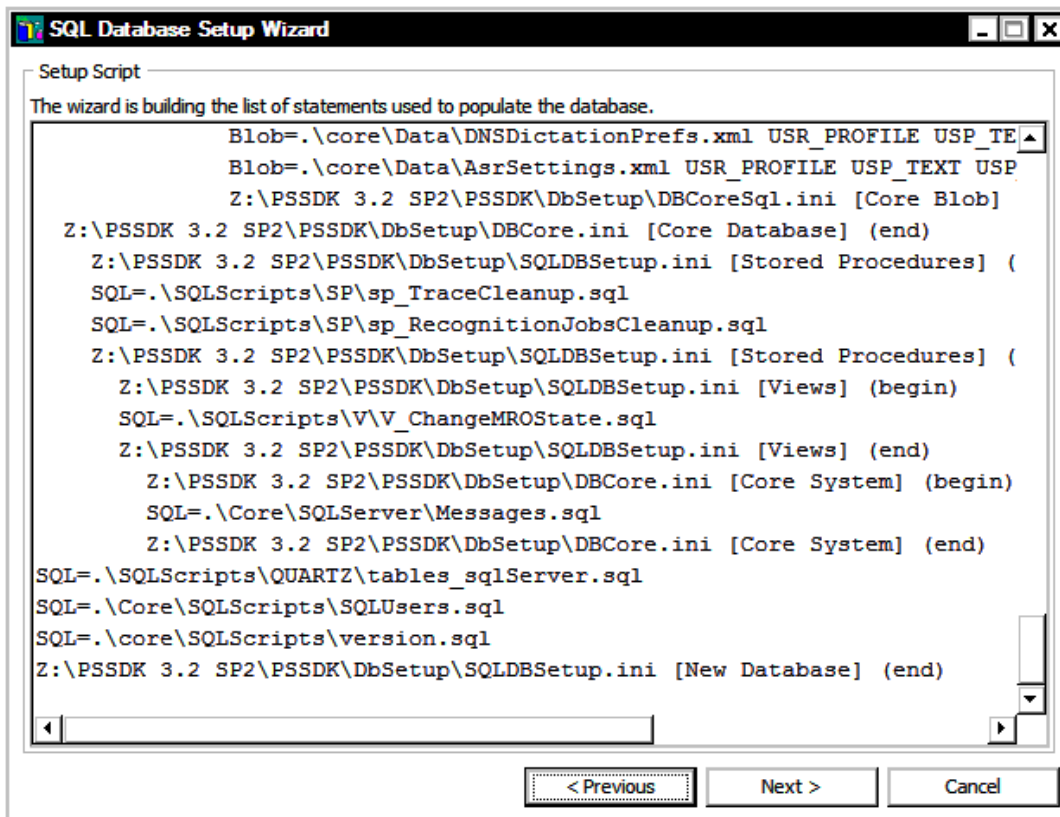 SQL Database Setup Wizard
Setup Script
The wizard is building the list of statements used to populate the database.
Blob=.\core\Data\DNSDictationPrefs.xml USR_PROFILE USP_TE
Blob=.\core\Data\AsrSettings.xml USR_PROFILE USP_TEXT USP
Z:\PSSDK 3.2 SP2\PSSDK\DbSetup\DBCoreSql.ini [Core Blob]
Z:\PSSDK 3.2 SP2\PSSDK\DbSetup\DBCore.ini [Core Database] (end)
Z:\PSSDK 3.2 SP2\PSSDK\DbSetup\SQLDBSetup.ini [Stored Procedures] (
SQL=.\SQLScripts\SP\sp_TraceCleanup.sql
SQL=.\SQLScripts\SP\sp_RecognitionJobsCleanup.sql
Z:\PSSDK 3.2 SP2\PSSDK\DbSetup\SQLDBSetup.ini [Stored Procedures] (
Z:\PSSDK 3.2 SP2\PSSDK\DbSetup\SQLDBSetup.ini [Views] (begin)
SQL=.\SQLScripts\V\V_ChangeMROState.sql
Z:\PSSDK 3.2 SP2\PSSDK\DbSetup\SQLDBSetup.ini [Views] (end)
Z:\PSSDK 3.2 SP2\PSSDK\DbSetup\DBCore.ini [Core System] (begin)
SQL=.\Core\SQLServer\Messages.sql
Z:\PSSDK 3.2 SP2\PSSDK\DbSetup\DBCore.ini [Core System] (end)
SQL=.\SQLScripts\QUARTZ\tables_sqlServer.sql
SQL=.\Core\SQLScripts\SQLUsers.sql
SQL=.\core\SQLScripts\version.sql
Z:\PSSDK 3.2 SP2\PSSDK\DbSetup\SQLDBSetup.ini [New Database] (end)
< Previous
Next >
Cancel